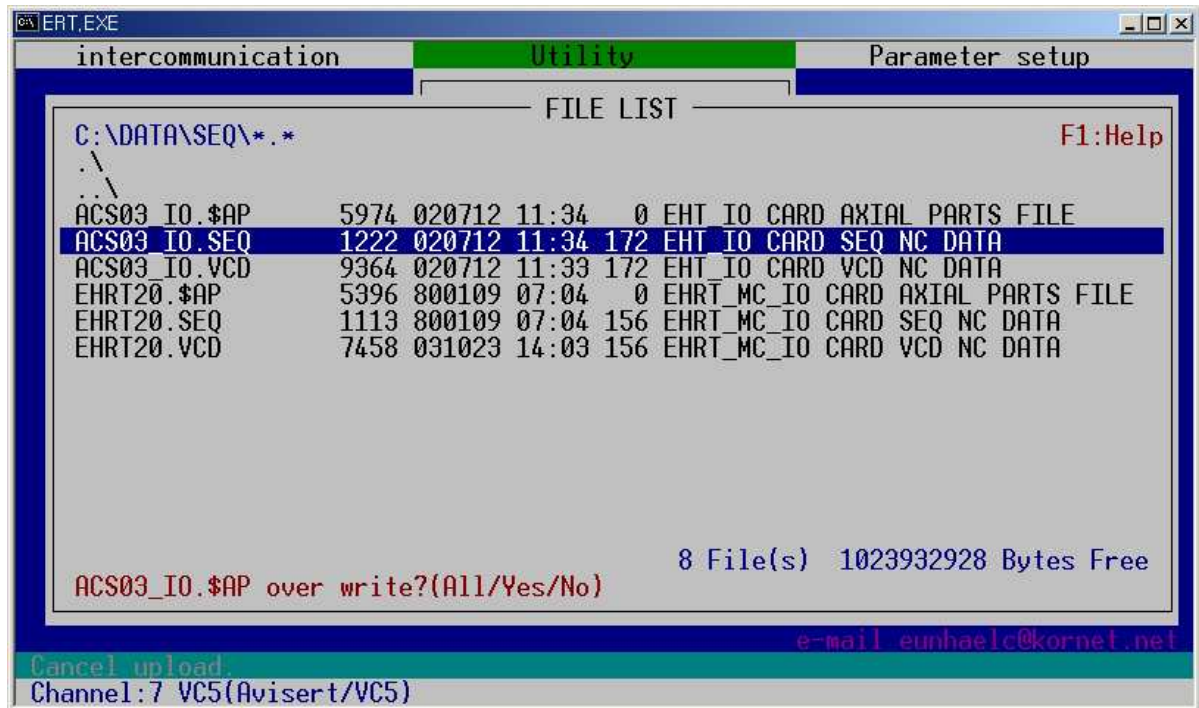 ERT.EXE
intercommunication Utility Parameter setup
FILE LIST
C:\DATA\SEQ\*.* F1:Help
.\
..\
ACS03_IO.$AP 5974 020712 11:34 0 EHT_IO CARD AXIAL PARTS FILE
ACS03_IO.SEQ 1222 020712 11:34 172 EHT_IO CARD SEQ NC DATA
ACS03_IO.VCD 9364 020712 11:33 172 EHT_IO CARD VCD NC DATA
EHRT20.$AP 5396 800109 07:04 0 EHRT_MC_IO CARD AXIAL PARTS FILE
EHRT20.SEQ 1113 800109 07:04 156 EHRT_MC_IO CARD SEQ NC DATA
EHRT20.VCD 7458 031023 14:03 156 EHRT_MC_IO CARD VCD NC DATA
8 File(s) 1023932928 Bytes Free
ACS03_IO.$AP over write?(All/Yes/No)
e-mail eunhaelc@kornet.net
Cancel upload.
Channel:7 VC5(Avisert/VC5)